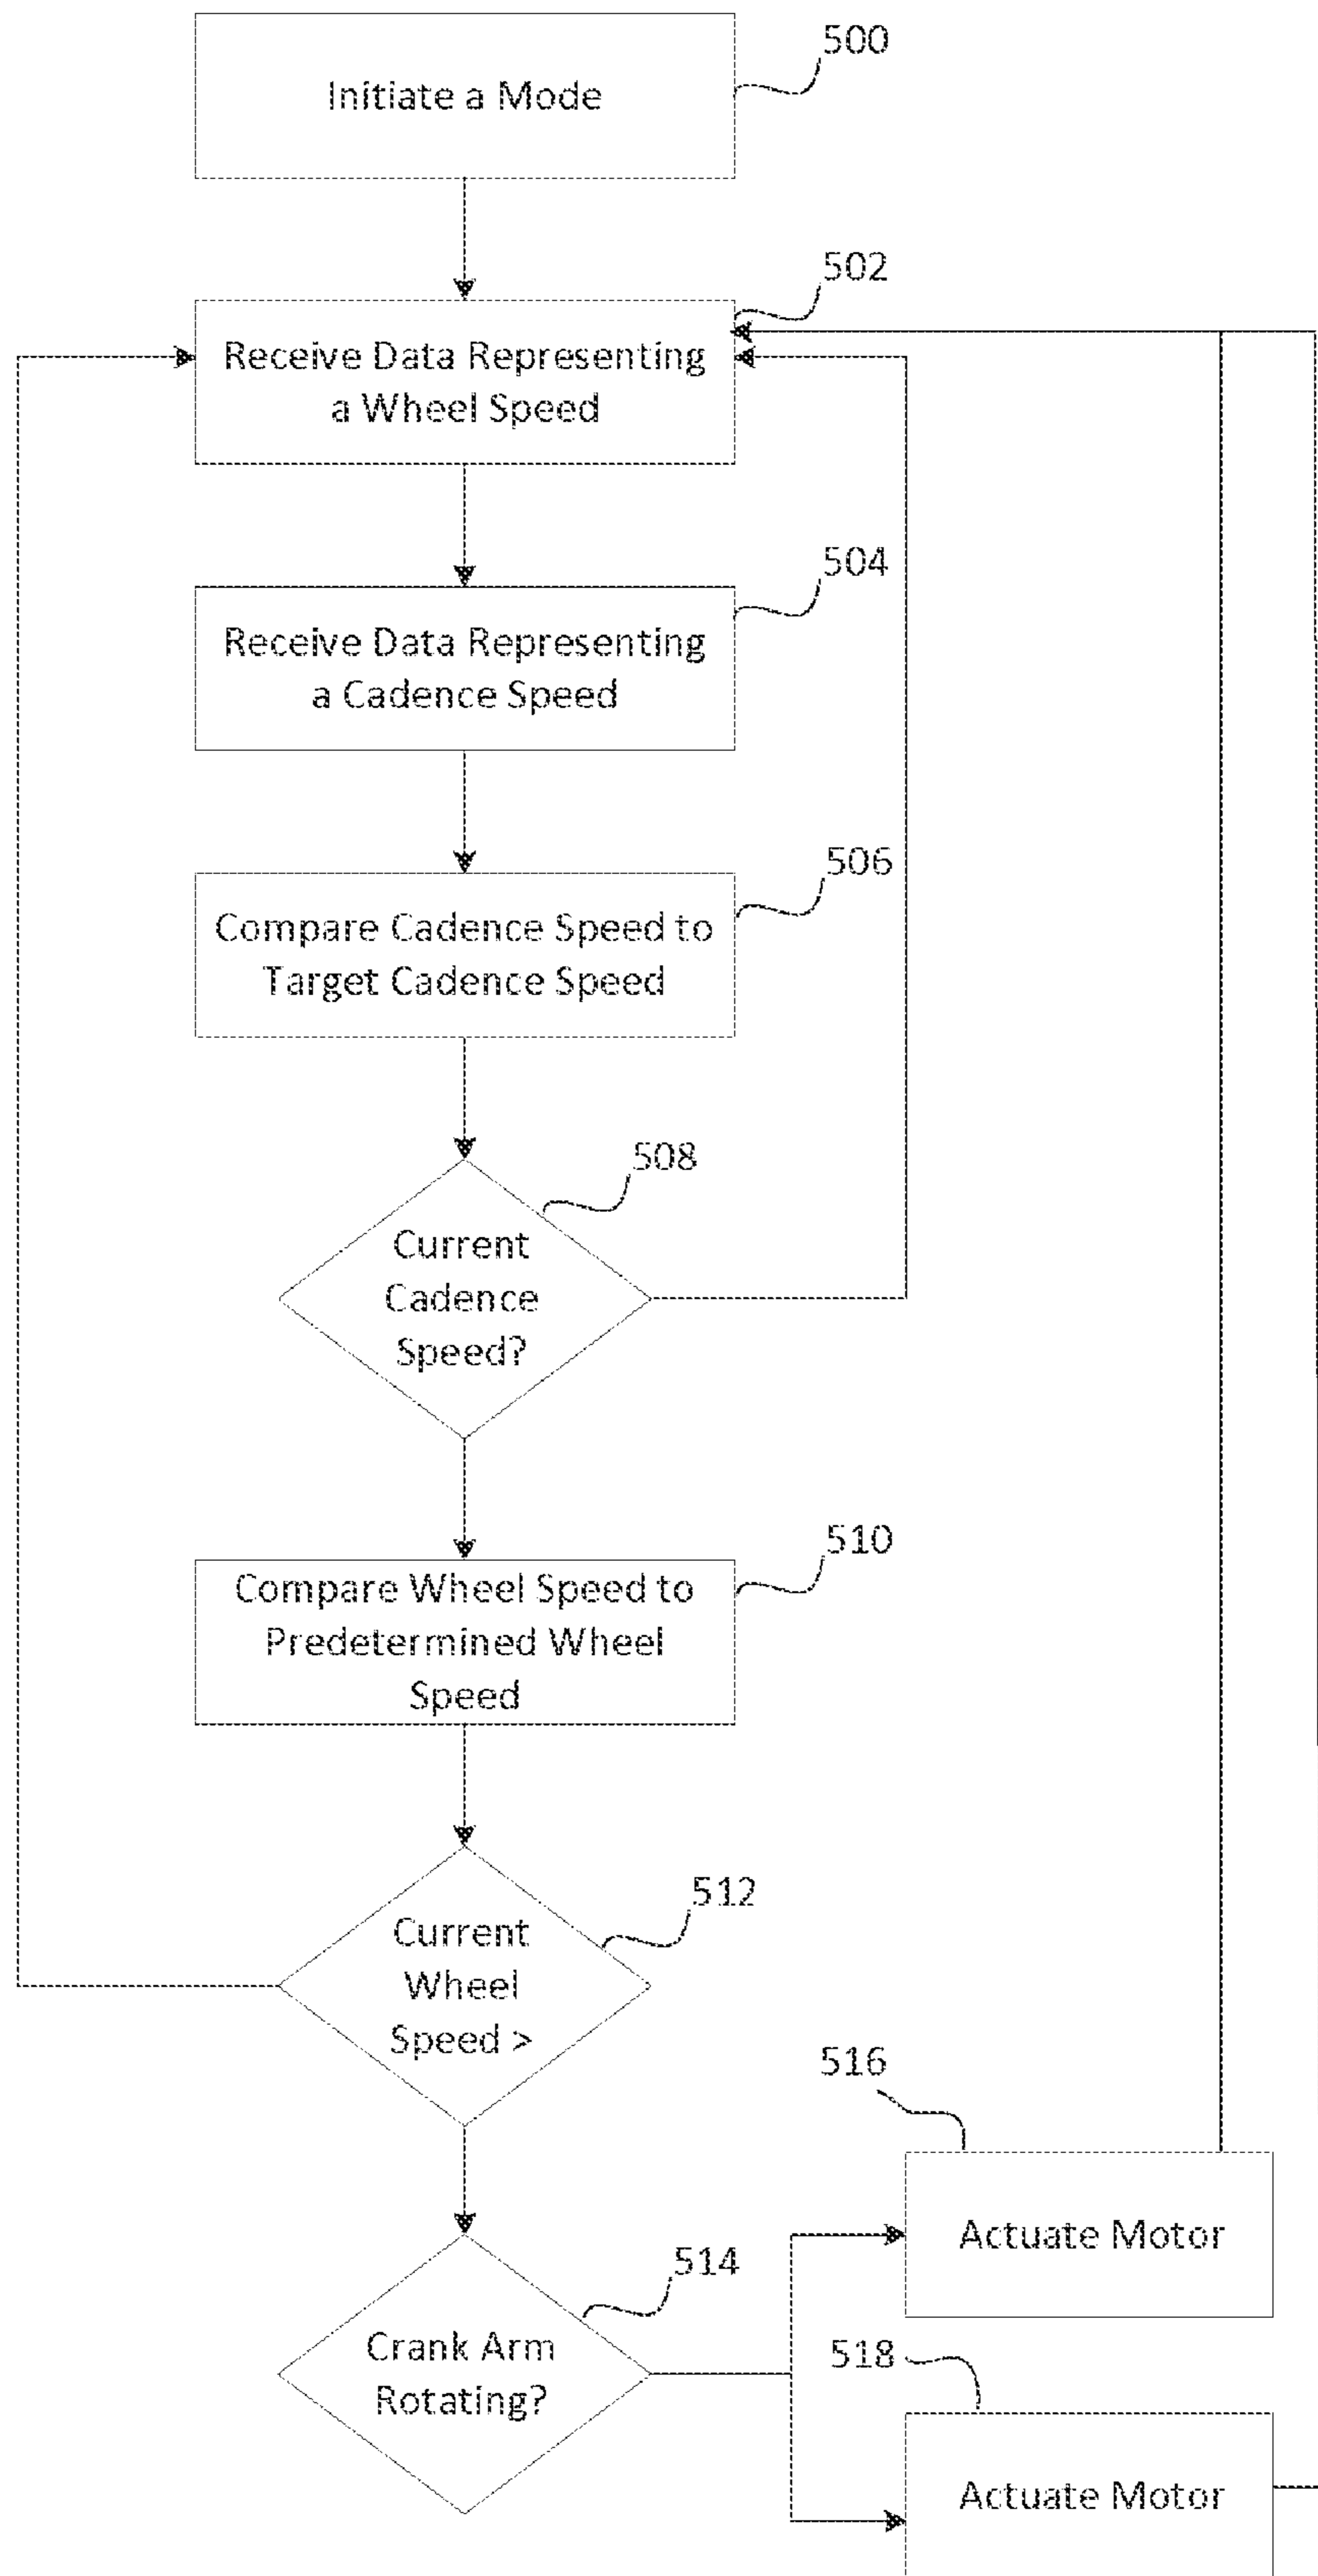 500
Initiate a Mode
502
Receive Data Representing
a Wheel Speed
504
Receive Data Representing
a Cadence Speed
506
Compare Cadence Speed to
Target Cadence Speed
508
Current
Cadence
Speed?
510
Compare Wheel Speed to
Predetermined Wheel
Speed
512
Current
Wheel
Speed >
516
Actuate Motor
514
Crank Arm
Rotating?
518
Actuate Motor